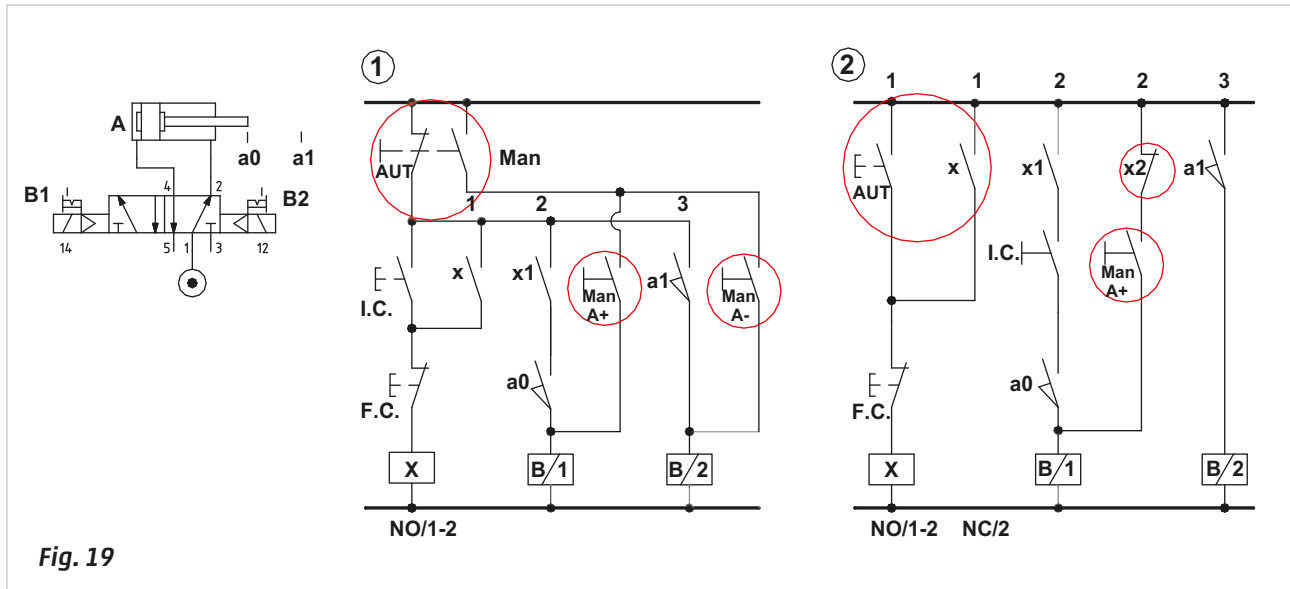 1
2
1 1 2 2 3
A
a0 a1
AUT
Man
AUT
x
x1
x2
a1
B1
4 2
B2
14 5 1 3 12
1 2 3
I.C.
x
x1
Man
A+
a1
Man
A-
I.C.
Man
A+
F.C.
a0
F.C.
a0
X
B/1
B/2
X
B/1
B/2
NO/1-2
NO/1-2 NC/2
Fig. 19